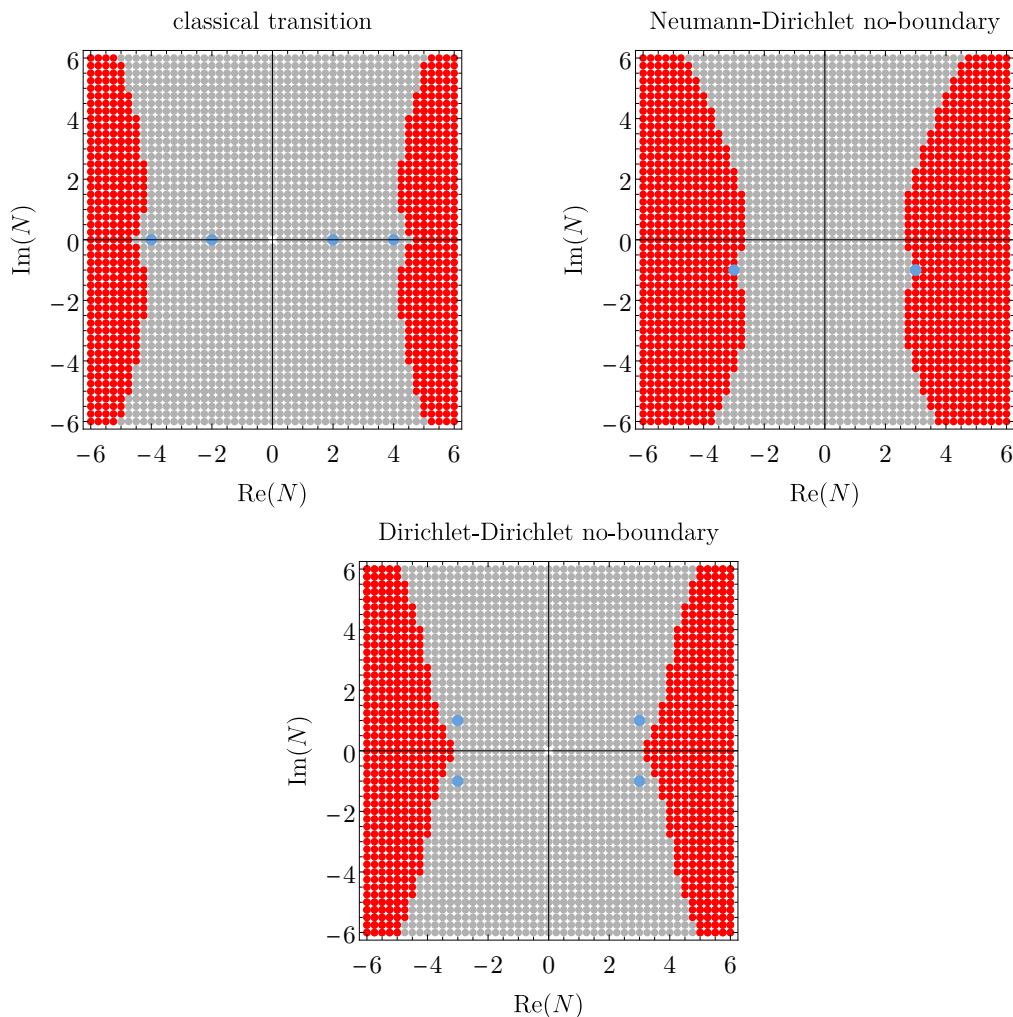 classical transition
6
4
2
0
−2
−4
−6
Im(N)
−6 −4 −2 0 2 4 6
Re(N)
Neumann-Dirichlet no-boundary
6
4
2
0
−2
−4
−6
Im(N)
−6 −4 −2 0 2 4 6
Re(N)
Dirichlet-Dirichlet no-boundary
6
4
2
0
−2
−4
−6
Im(N)
−6 −4 −2 0 2 4 6
Re(N)